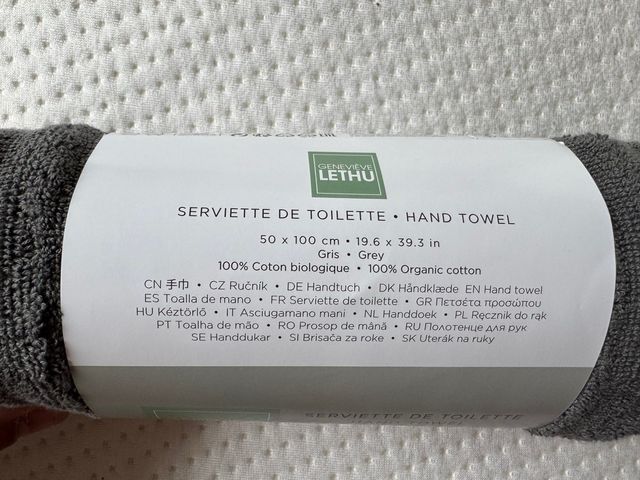 GENEVIÈVE
LETHU
SERVIETTE DE TOILETTE • HAND TOWEL
50 x 100 cm • 19.6 x 39.3 in
Gris • Grey
100% Coton biologique • 100% Organic cotton
CN 手巾 • CZ Ručník • DE Handtuch • DK Håndklæde EN Hand towel
ES Toalla de mano • FR Serviette de toilette • GR Πετσέτα προσώπου
HU Kéztörlő • IT Asciugamano mani • NL Handdoek • PL Ręcznik do rąk
PT Toalha de mão • RO Prosop de mână • RU Полотенце для рук
SE Handdukar • SI Brisača za roke • SK Uterák na ruky
SERVIETTE DE TOILETTE